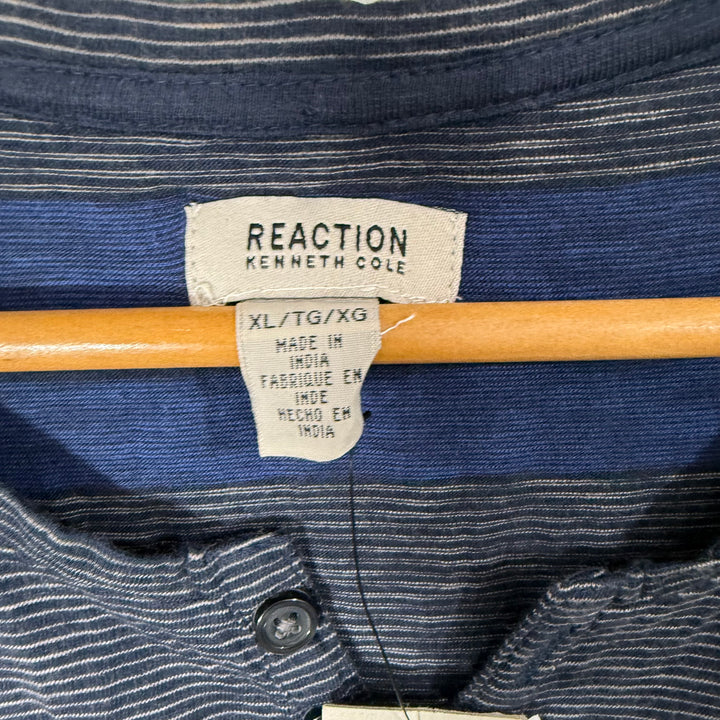 REACTION
KENNETH COLE
XL/TG/XG
MADE IN
INDIA
FABRIQUE EN
INDE
HECHO EN
INDIA